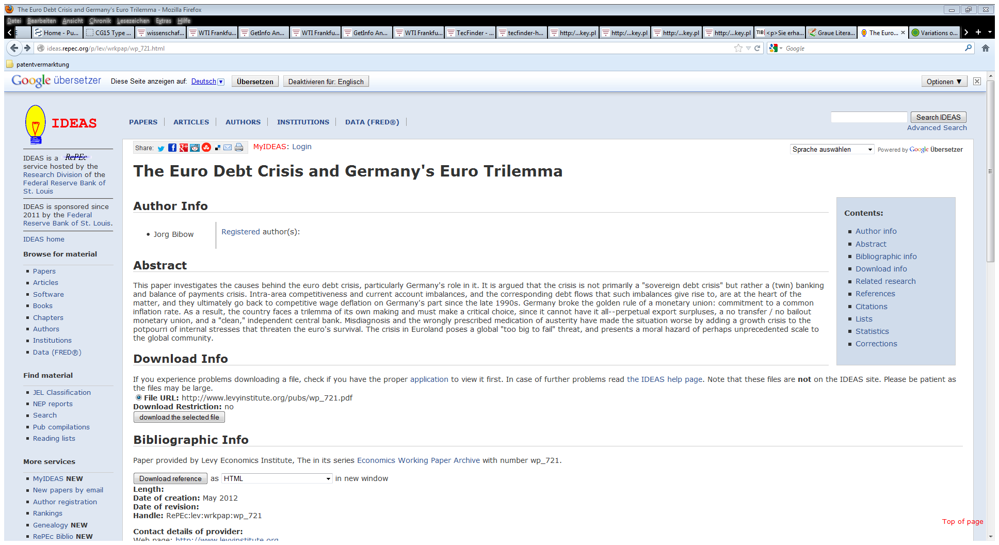 The Euro Debt Crisis and Germany's Euro Trilemma - Mozilla Firefox
Datei Bearbeiten Ansicht Chronik Lesezeichen Extras Hilfe
E Home - Pu... CG15 Type ... wissenschaf... WTI Frankfu... GetInfo An... WTI Frankfu... GetInfo An... WTI Frankfu... TecFinder - ... tecfinder-h... http:/...key.pl http:/...key.pl http:/...key.pl http:/...key.pl TIB <p>Sie erha... Graue Litera... The Euro... Variations o...
ideas.repec.org/p/lev/wrkpap/wp_721.html Google
patentvermarktung
Google übersetzer Diese Seite anzeigen auf: Deutsch Übersetzen Deaktivieren für: Englisch Optionen ▼
IDEAS
PAPERS ARTICLES AUTHORS INSTITUTIONS DATA (FRED®)
Search IDEAS
Advanced Search
IDEAS is a RePEc
service hosted by the
Research Division of the
Federal Reserve Bank of
St. Louis
IDEAS is sponsored since
2011 by the Federal
Reserve Bank of St. Louis.
IDEAS home
Browse for material
Papers
Articles
Software
Books
Chapters
Authors
Institutions
Data (FRED®)
Find material
JEL Classification
NEP reports
Search
Pub compilations
Reading lists
More services
MyIDEAS NEW
New papers by email
Author registration
Rankings
Genealogy NEW
RePEc Biblio NEW
Share: MyIDEAS: Login
Sprache auswählen Powered by Google Übersetzer
The Euro Debt Crisis and Germany's Euro Trilemma
Author Info
Jorg Bibow
Registered author(s):
Abstract
This paper investigates the causes behind the euro debt crisis, particularly Germany's role in it. It is argued that the crisis is not primarily a "sovereign debt crisis" but rather a (twin) banking
and balance of payments crisis. Intra-area competitiveness and current account imbalances, and the corresponding debt flows that such imbalances give rise to, are at the heart of the
matter, and they ultimately go back to competitive wage deflation on Germany's part since the late 1990s. Germany broke the golden rule of a monetary union: commitment to a common
inflation rate. As a result, the country faces a trilemma of its own making and must make a critical choice, since it cannot have it all--perpetual export surpluses, a no transfer / no bailout
monetary union, and a "clean," independent central bank. Misdiagnosis and the wrongly prescribed medication of austerity have made the situation worse by adding a growth crisis to the
potpourri of internal stresses that threaten the euro's survival. The crisis in Euroland poses a global "too big to fail" threat, and presents a moral hazard of perhaps unprecedented scale to
the global community.
Contents:
Author info
Abstract
Bibliographic info
Download info
Related research
References
Citations
Lists
Statistics
Corrections
Download Info
If you experience problems downloading a file, check if you have the proper application to view it first. In case of further problems read the IDEAS help page. Note that these files are not on the IDEAS site. Please be patient as
the files may be large.
File URL: http://www.levyinstitute.org/pubs/wp_721.pdf
Download Restriction: no
download the selected file
Bibliographic Info
Paper provided by Levy Economics Institute, The in its series Economics Working Paper Archive with number wp_721.
Download reference as HTML in new window
Length:
Date of creation: May 2012
Date of revision:
Handle: RePEc:lev:wrkpap:wp_721
Contact details of provider:
Web page: http://www.levyinstitute.org
Top of page